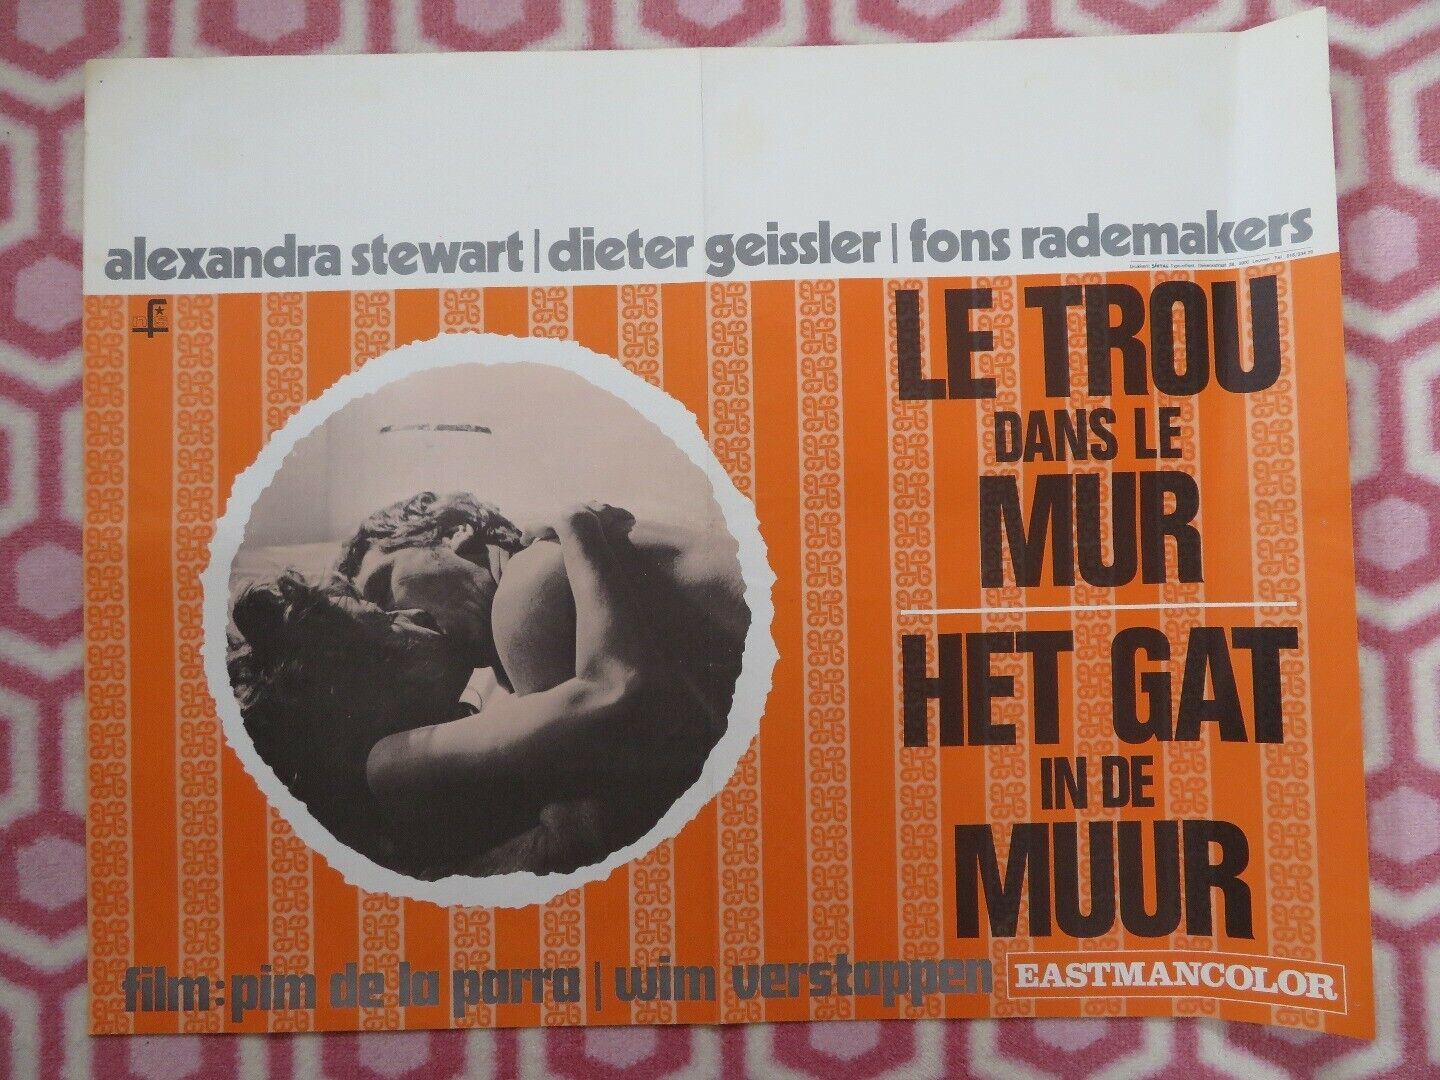 alexandra stewart | dieter geissler | fons rademakers
LE TROU
DANS LE
MUR
HET GAT
IN DE
MUUR
film: pim de la parra | wim verstappen
EASTMANCOLOR